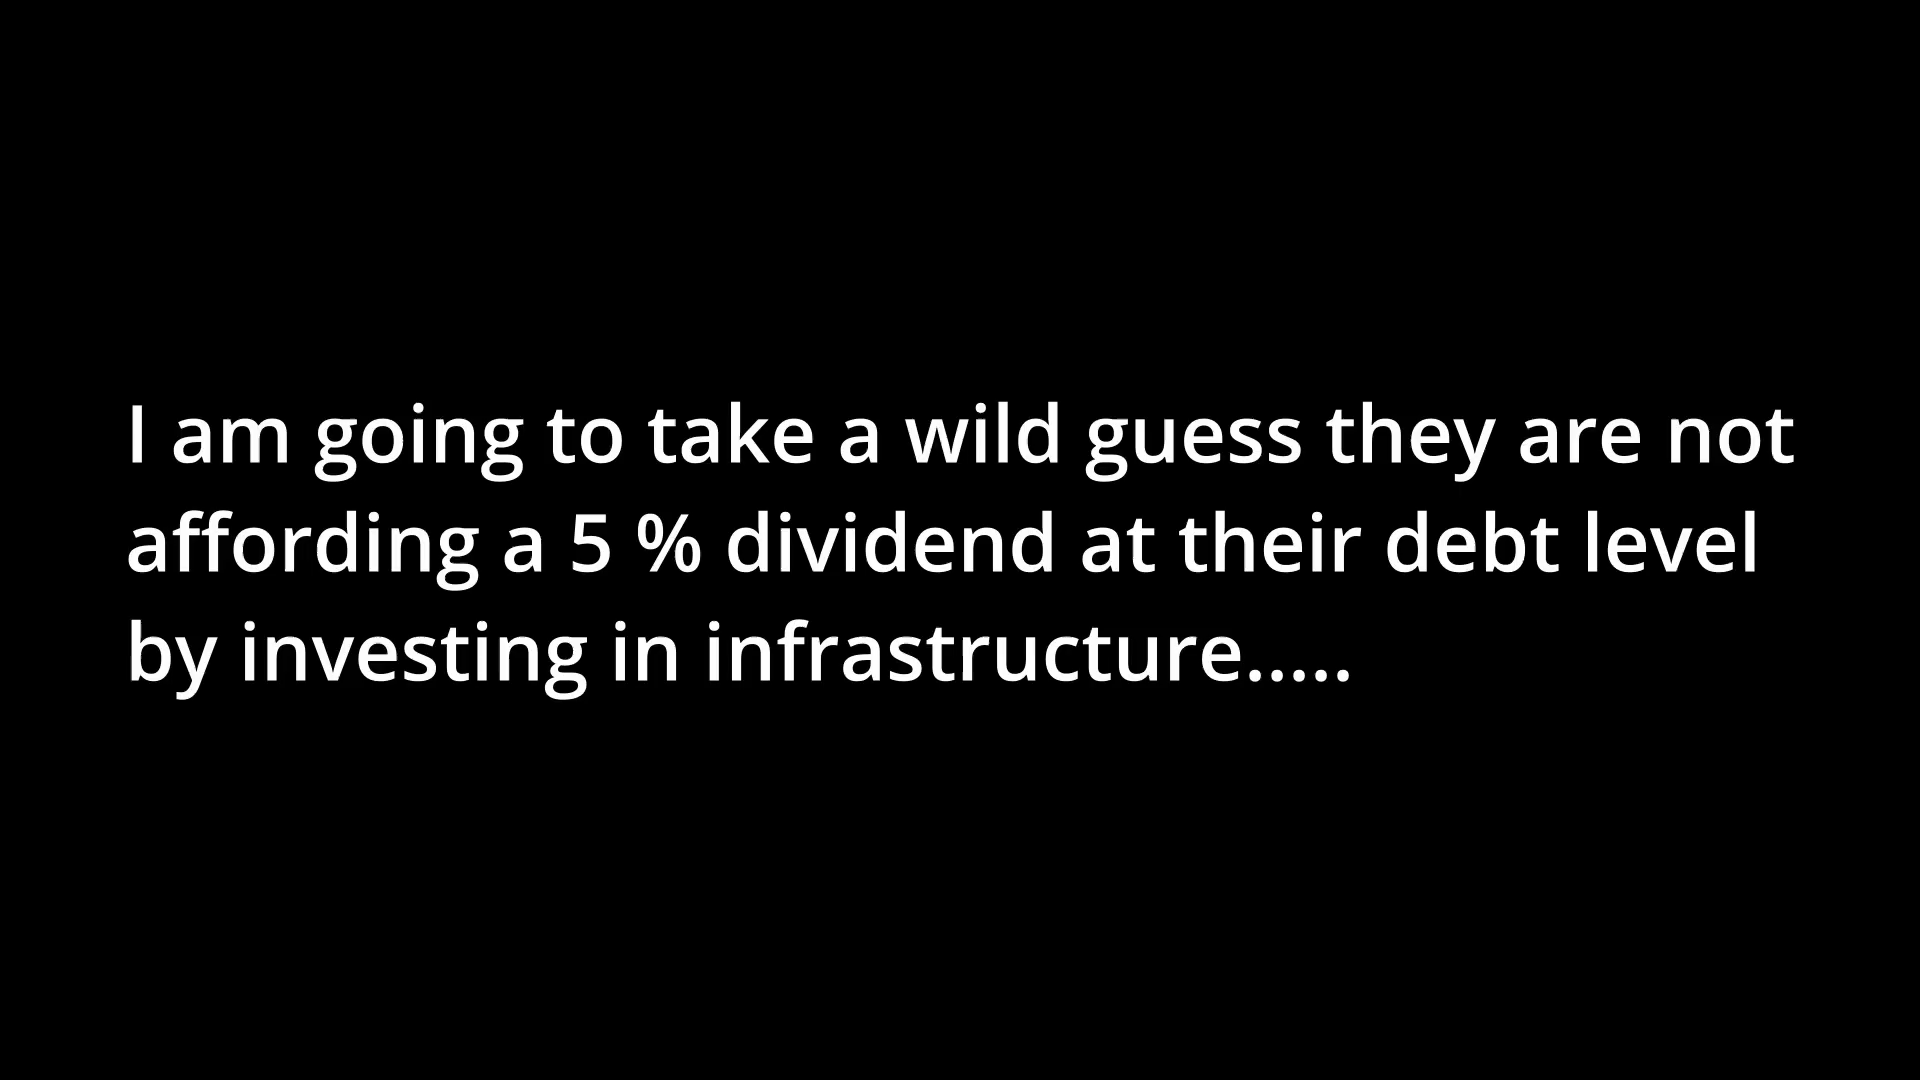 I am going to take a wild guess they are not
affording a 5 % dividend at their debt level
by investing in infrastructure.....